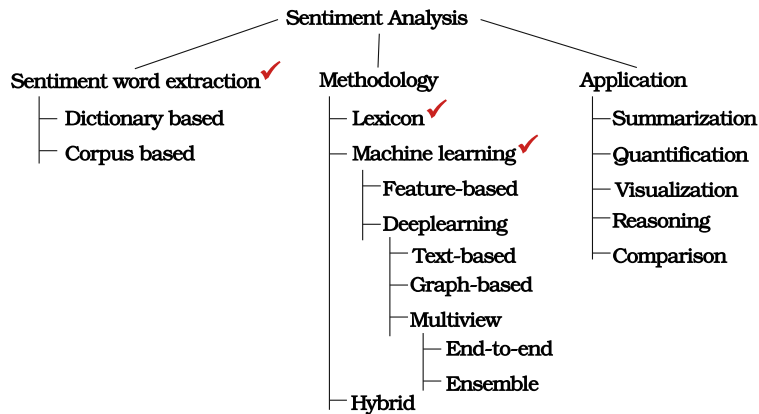 Sentiment Analysis
Sentiment word extraction
Dictionary based
Corpus based
Methodology
Lexicon
Machine learning
Feature-based
Deeplearning
Text-based
Graph-based
Multiview
End-to-end
Ensemble
Hybrid
Application
Summarization
Quantification
Visualization
Reasoning
Comparison